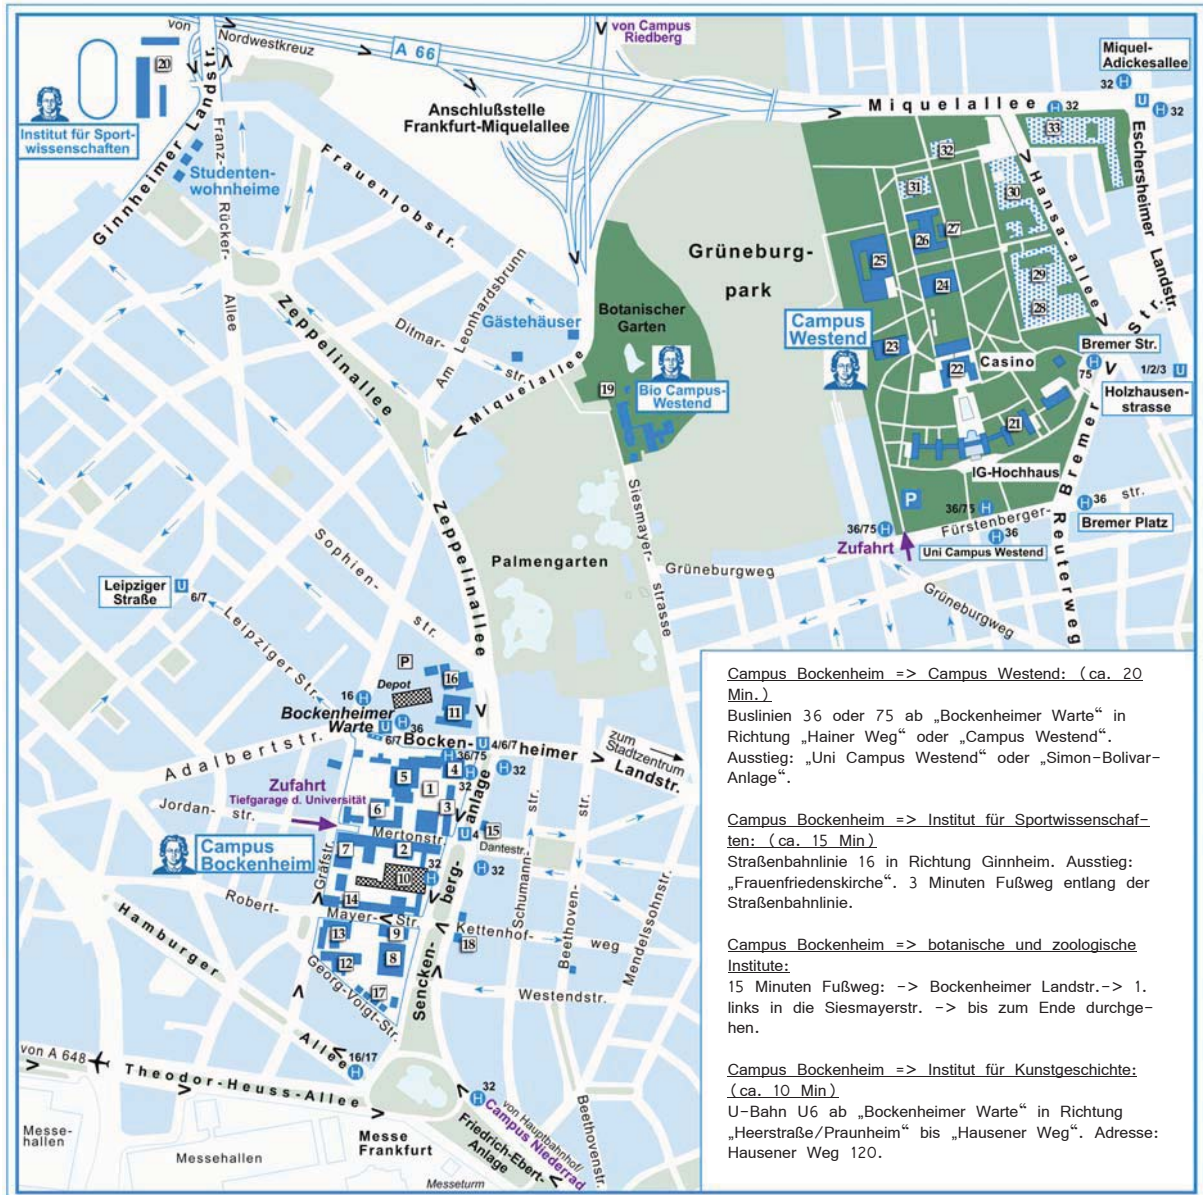 von
Nordwestkreuz
A 66
von Campus
Riedberg
Miquel-
Adickesallee
32
U
H
32
Miquelallee
H 32
33
20
Institut für Sport-
wissenschaften
Ginnheimer Landstr.
Franz-Rücker-Allee
Anschlußstelle
Frankfurt-Miquelallee
Studenten-
wohnheime
Frauenlobstr.
Hansa-allee
Eschersheimer Landstr.
32
31
30
27
26
25
24
29
28
Grüneburg-
park
Botanischer
Garten
Gästehäuser
Am Leonhardsbrunn
Ditmar-str.
Zeppelinallee
Miquelallee
Campus
Westend
23
22
Casino
Bremer Str.
Bremer Str.
75 H
1/2/3 U
Holzhausen-
strasse
19
Bio Campus-
Westend
21
IG-Hochhaus
P
36/75 H
H 36
str.
Bremer Platz
36/75 H
Fürstenberger-
H 36
Zufahrt
Uni Campus Westend
Reuterweg
Siesmayer-
strasse
Grüneburgweg
Grüneburgweg
Zeppelinallee
Palmengarten
Sophien-
str.
Leipziger
Straße
U
6/7
Leipziger Str.
P
Depot
16
11
16 H
Bockenheimer
Warte U
H 36
6/7
Bocken-
U 4/6/7
heimer
Landstr.
zum
Stadtzentrum
Adalbertstr.
H
36/75
H
32
H 32
5
4
1
3
6
Zufahrt
Tiefgarage d. Universität
Jordan-
str.
Mertonstr.
U 4
15
Dantestr.
Campus
Bockenheim
7
2
10
32
H
H 32
14
Gräfstr.
Robert-
Mayer-
Str.
Sencken-
berg-
anlage
Schumann-
str.
Beethoven-
str.
Mendelssohnstr.
Kettenhof-
weg
18
13
9
12
8
17
Georg-Voigt-Str.
Westendstr.
Hamburger
Allee
16/17
H
von A 648
Theodor-Heuss-Allee
Messe-
hallen
Messehallen
Messe
Frankfurt
Messeturm
32
H
von Hauptbahnhof/
Campus Niederrad
Friedrich-Ebert-
Anlage
Beethovenstr.
Campus Bockenheim => Campus Westend: (ca. 20
Min.)
Buslinien 36 oder 75 ab „Bockenheimer Warte“ in
Richtung „Hainer Weg“ oder „Campus Westend“.
Ausstieg: „Uni Campus Westend“ oder „Simon-Bolivar-
Anlage“.
Campus Bockenheim => Institut für Sportwissenschaf-
ten: (ca. 15 Min)
Straßenbahnlinie 16 in Richtung Ginnheim. Ausstieg:
„Frauenfriedenskirche“. 3 Minuten Fußweg entlang der
Straßenbahnlinie.
Campus Bockenheim => botanische und zoologische
Institute:
15 Minuten Fußweg: -> Bockenheimer Landstr.-> 1.
links in die Siesmayerstr. -> bis zum Ende durchge-
hen.
Campus Bockenheim => Institut für Kunstgeschichte:
(ca. 10 Min)
U-Bahn U6 ab „Bockenheimer Warte“ in Richtung
„Heerstraße/Praunheim“ bis „Hausener Weg“. Adresse:
Hausener Weg 120.